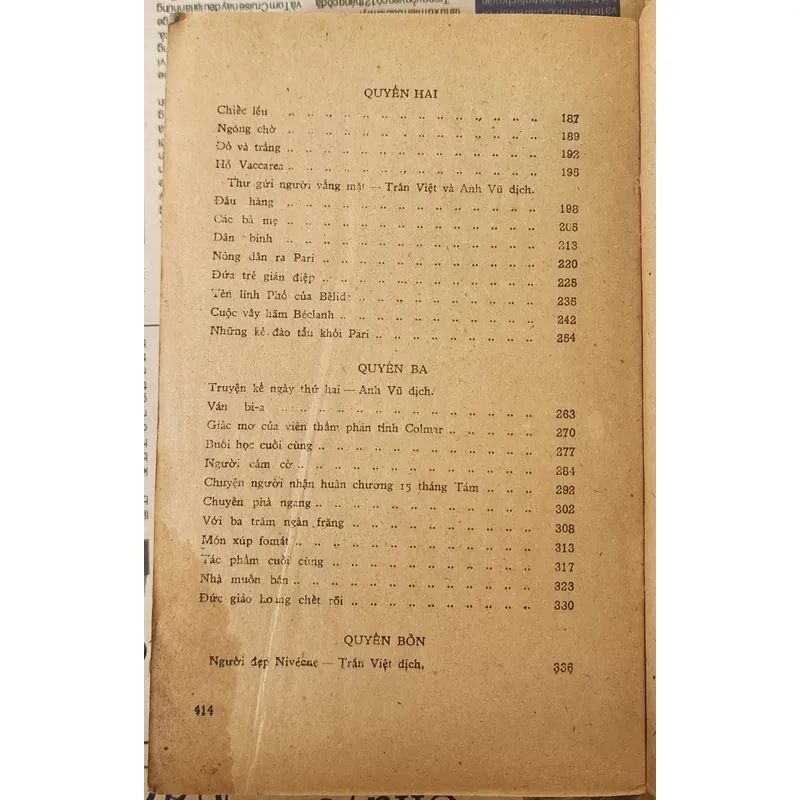 QUYỂN HAI
Chiếc lều .. .. .. .. .. .. .. .. .. .. .. .. .. .. 187
Ngóng chờ .. .. .. .. .. .. .. .. .. .. .. .. .. .. 189
Đỏ và trắng .. .. .. .. .. .. .. .. .. .. .. .. .. .. 192
Hồ Vaccarea .. .. .. .. .. .. .. .. .. .. .. .. .. .. 195
Thư gửi người vắng mặt — Trần Việt và Anh Vũ dịch.
Đầu hàng .. .. .. .. .. .. .. .. .. .. .. .. .. .. 198
Các bà mẹ .. .. .. .. .. .. .. .. .. .. .. .. .. .. 205
Dân binh .. .. .. .. .. .. .. .. .. .. .. .. .. .. 213
Nông dân ra Pari .. .. .. .. .. .. .. .. .. .. .. .. 220
Đứa trẻ gián điệp .. .. .. .. .. .. .. .. .. .. .. .. 225
Tên lính Phổ của Bêlide .. .. .. .. .. .. .. .. .. .. 235
Cuộc vây hãm Béclanh .. .. .. .. .. .. .. .. .. .. .. 242
Những kẻ đào tẩu khỏi Pari .. .. .. .. .. .. .. .. .. 254
QUYỂN BA
Truyện kể ngày thứ hai — Anh Vũ dịch.
Ván bi-a .. .. .. .. .. .. .. .. .. .. .. .. .. .. 263
Giấc mơ của viên thẩm phán tỉnh Colmar .. .. .. .. .. 270
Buổi học cuối cùng .. .. .. .. .. .. .. .. .. .. .. .. 277
Người cầm cờ .. .. .. .. .. .. .. .. .. .. .. .. .. 284
Chuyện người nhận huân chương 15 tháng Tám .. .. .. .. 292
Chuyến phà ngang .. .. .. .. .. .. .. .. .. .. .. .. 302
Với ba trăm ngàn frăng .. .. .. .. .. .. .. .. .. .. 308
Món xúp fomát .. .. .. .. .. .. .. .. .. .. .. .. .. 313
Tác phẩm cuối cùng .. .. .. .. .. .. .. .. .. .. .. 317
Nhà muốn bán .. .. .. .. .. .. .. .. .. .. .. .. .. 323
Đức giáo hoàng chết rồi .. .. .. .. .. .. .. .. .. .. 330
QUYỂN BỐN
Người đẹp Nivécne — Trần Việt dịch. 336
414